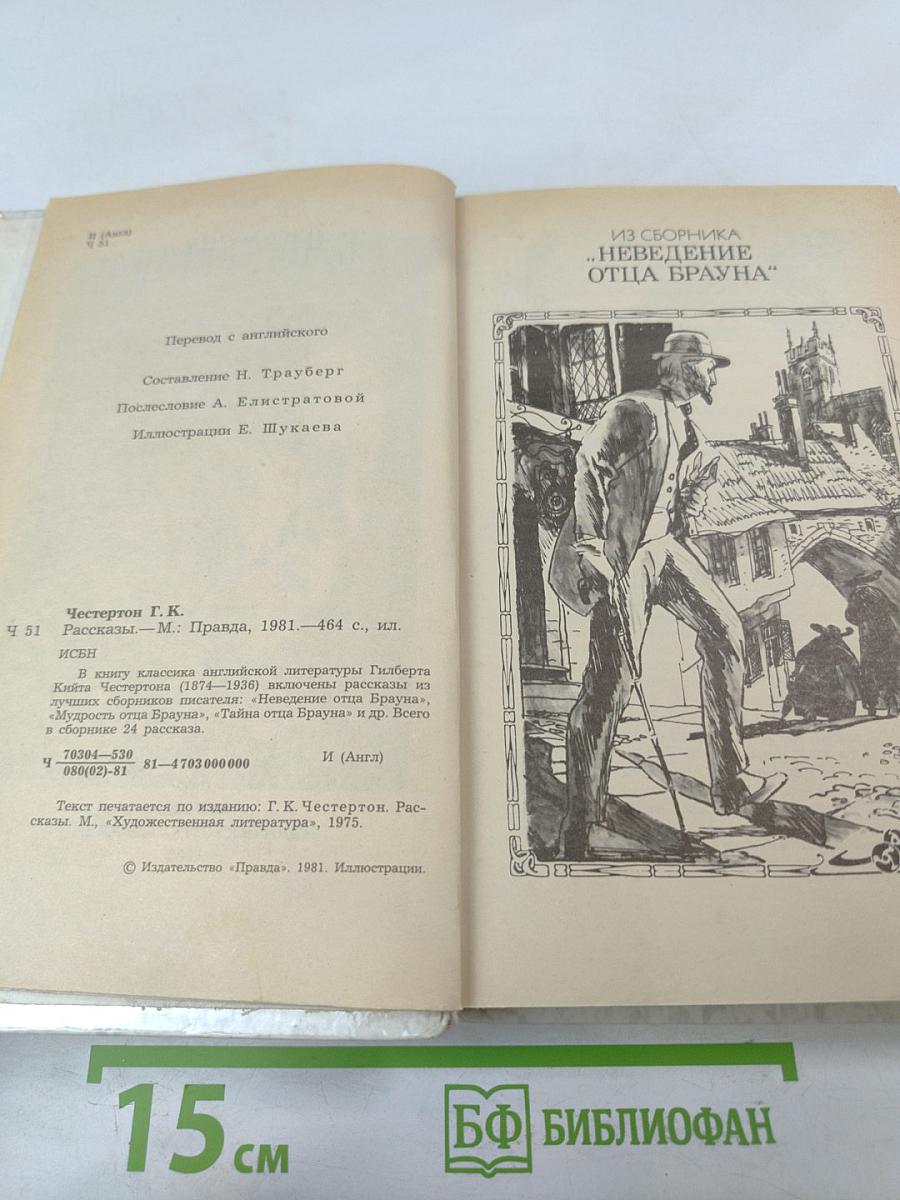 И (Англ)
Ч 51
Перевод с английского
Составление Н. Трауберг
Послесловие А. Елистратовой
Иллюстрации Е. Шукаева
Честертон Г. К.
Ч 51 Рассказы.— М.: Правда, 1981.—464 с., ил.
ИСБН
В книгу классика английской литературы Гилберта
Кийта Честертона (1874—1936) включены рассказы из
лучших сборников писателя: «Неведение отца Брауна»,
«Мудрость отца Брауна», «Тайна отца Брауна» и др. Всего
в сборнике 24 рассказа.
Ч 70304—530
080(02)-81 81—4703000000 И (Англ)
Текст печатается по изданию: Г. К. Честертон. Рас-
сказы. М., «Художественная литература», 1975.
© Издательство «Правда». 1981. Иллюстрации.
ИЗ СБОРНИКА
„НЕВЕДЕНИЕ
ОТЦА БРАУНА“
15 см
БФ БИБЛИОФАН